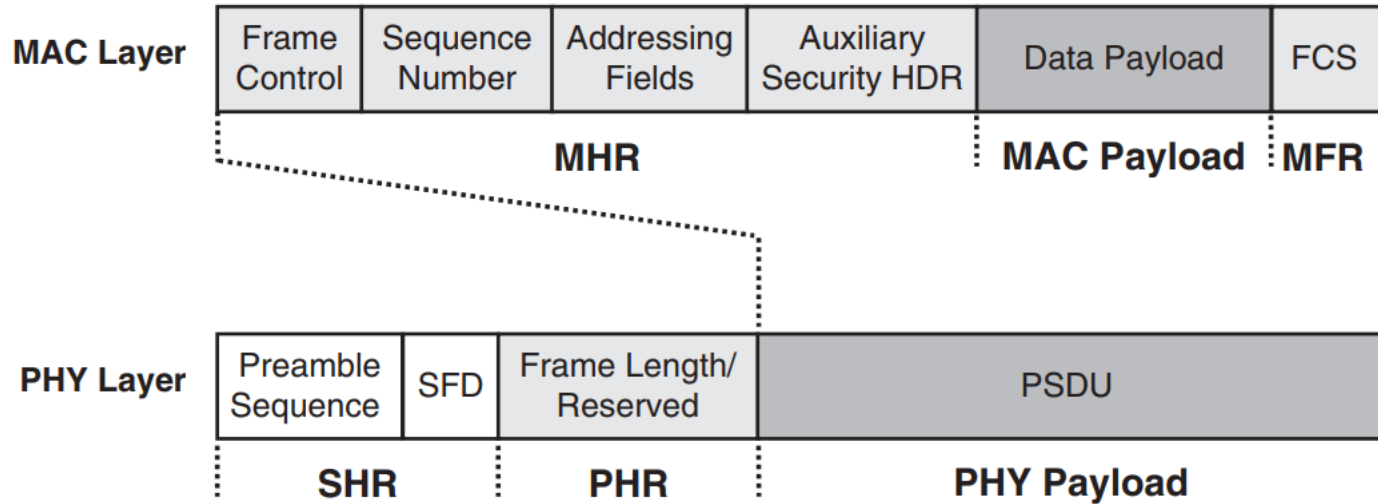 MAC Layer
Frame Control
Sequence Number
Addressing Fields
Auxiliary Security HDR
Data Payload
FCS
MHR
MAC Payload
MFR
PHY Layer
Preamble Sequence
SFD
Frame Length/ Reserved
PSDU
SHR
PHR
PHY Payload